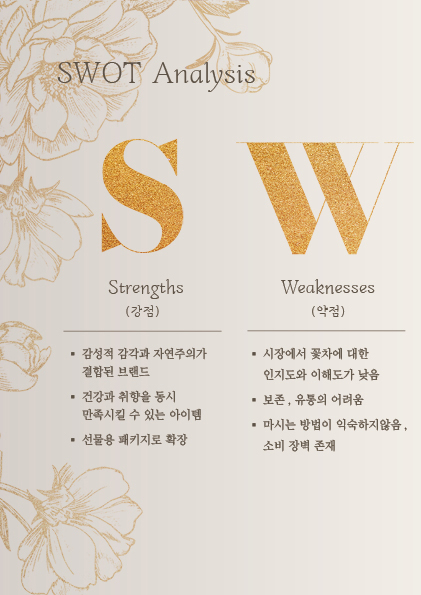 SWOT Analysis
S
W
Strengths
(강점)
▪ 감성적 감각과 자연주의가
결합된 브랜드
▪ 건강과 취향을 동시
만족시킬 수 있는 아이템
▪ 선물용 패키지로 확장
Weaknesses
(약점)
▪ 시장에서 꽃차에 대한
인지도와 이해도가 낮음
▪ 보존 , 유통의 어려움
▪ 마시는 방법이 익숙하지않음 ,
소비 장벽 존재